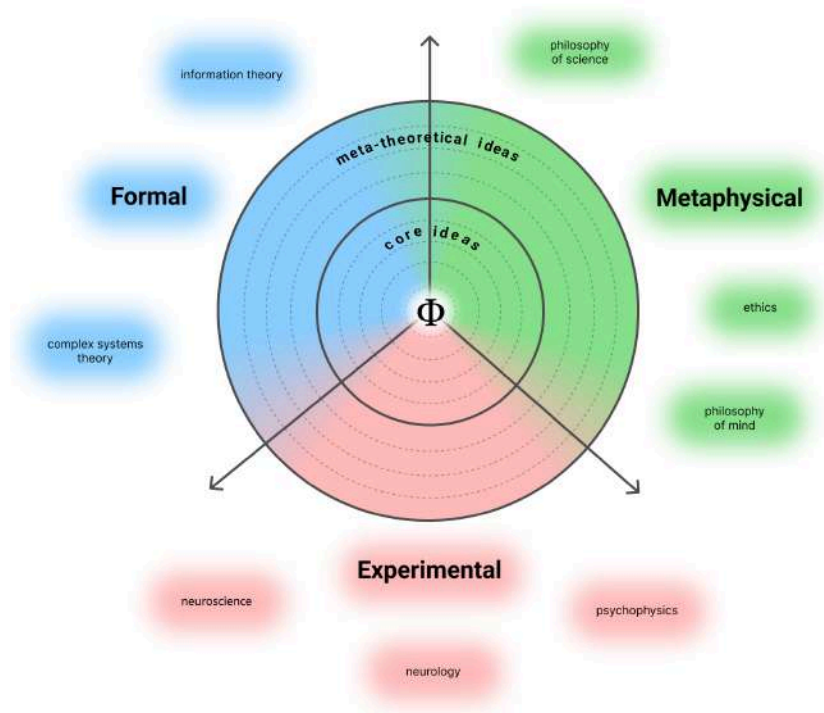 philosophy
of science
information theory
meta-theoretical ideas
Formal
Metaphysical
core ideas
Φ
ethics
complex systems
theory
philosophy
of mind
Experimental
neuroscience
psychophysics
neurology